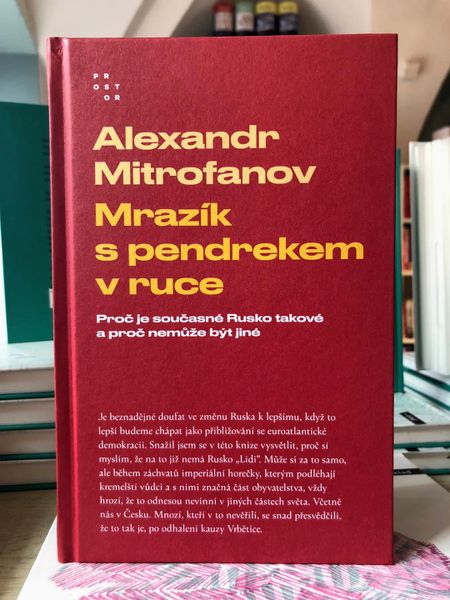 PR
OST
OR
Alexandr
Mitrofanov
Mrazík
s pendrekem
v ruce
Proč je současné Rusko takové
a proč nemůže být jiné
Je beznadějné doufat ve změnu Ruska k lepšímu, když to
lepší budeme chápat jako přibližování se euroatlantické
demokracii. Snažil jsem se v této knize vysvětlit, proč si
myslím, že na to již nemá Rusko „Lidi”. Může si za to samo,
ale během záchvatů imperiální horečky, kterým podléhají
kremelští vůdci a s nimi značná část obyvatelstva, vždy
hrozí, že to odnesou nevinní v jiných částech světa. Včetně
nás v Česku. Mnozí, kteří v to nevěřili, se snad přesvědčili,
že to tak je, po odhalení kauzy Vrbětice.